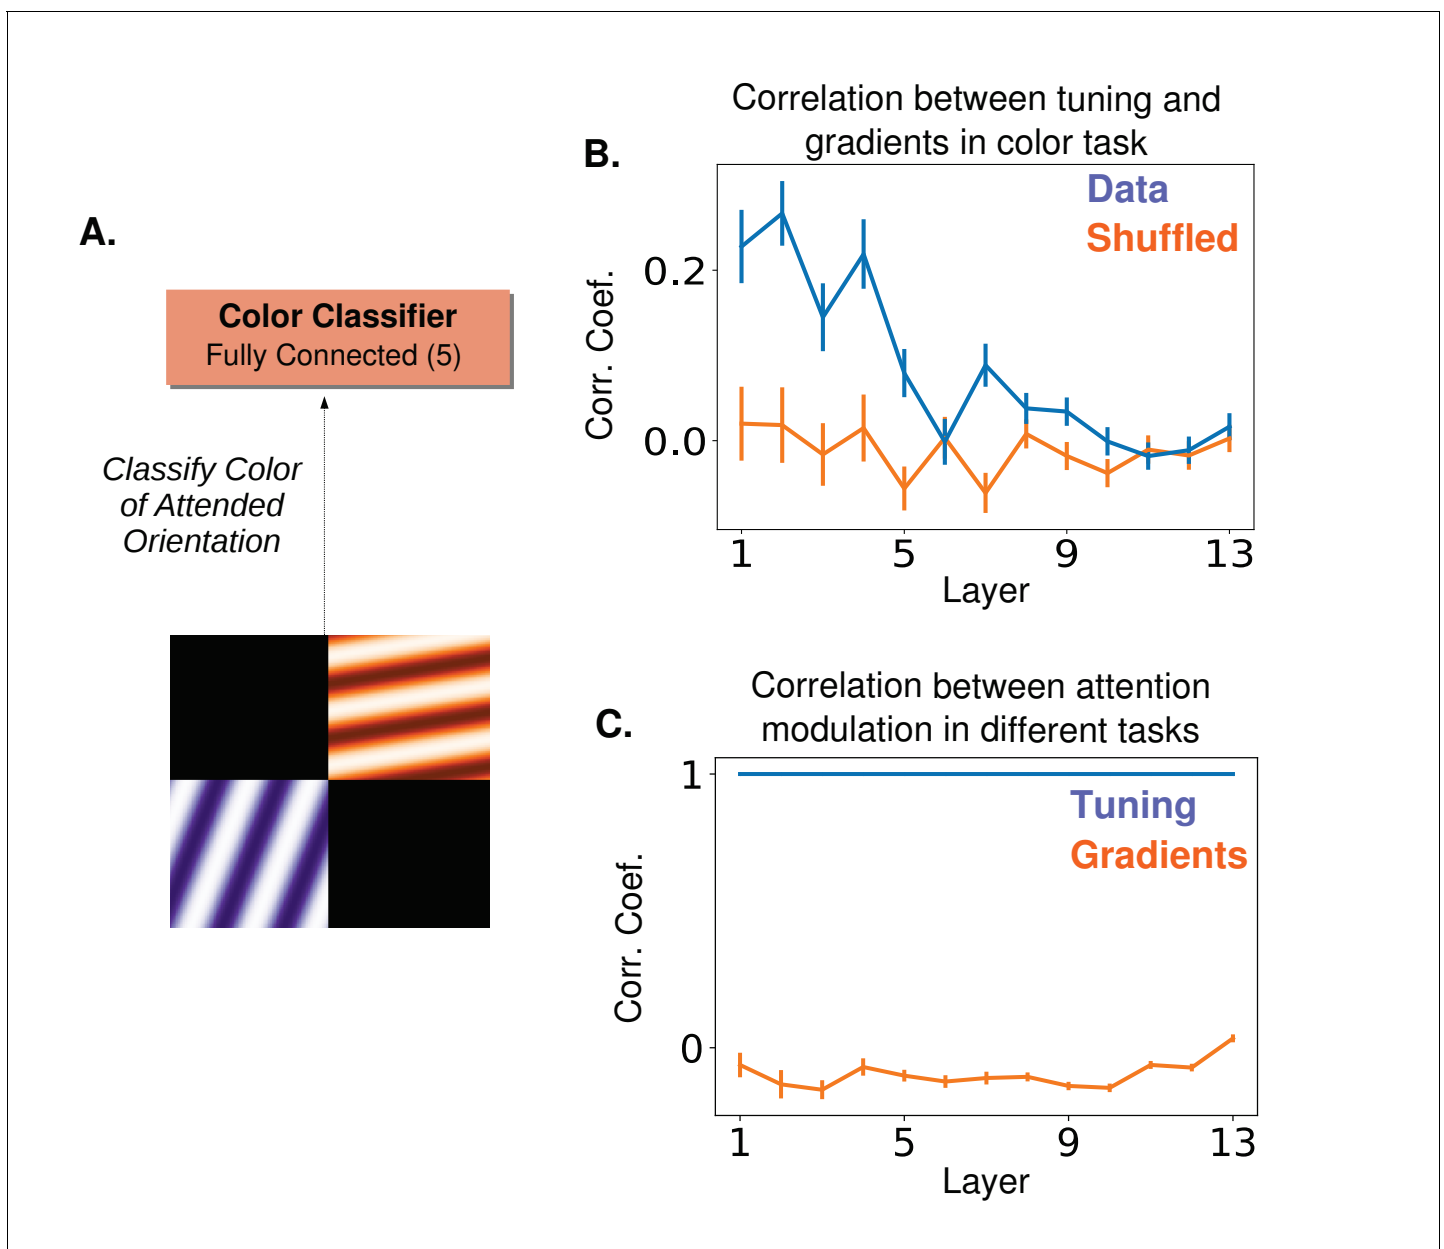 A.
Color Classifier
Fully Connected (5)
Classify Color
of Attended
Orientation
B.
Correlation between tuning and
gradients in color task
Data
Shuffled
Corr. Coef.
0.2
0.0
1 5 9 13
Layer
C.
Correlation between attention
modulation in different tasks
Tuning
Gradients
Corr. Coef.
1
0
1 5 9 13
Layer